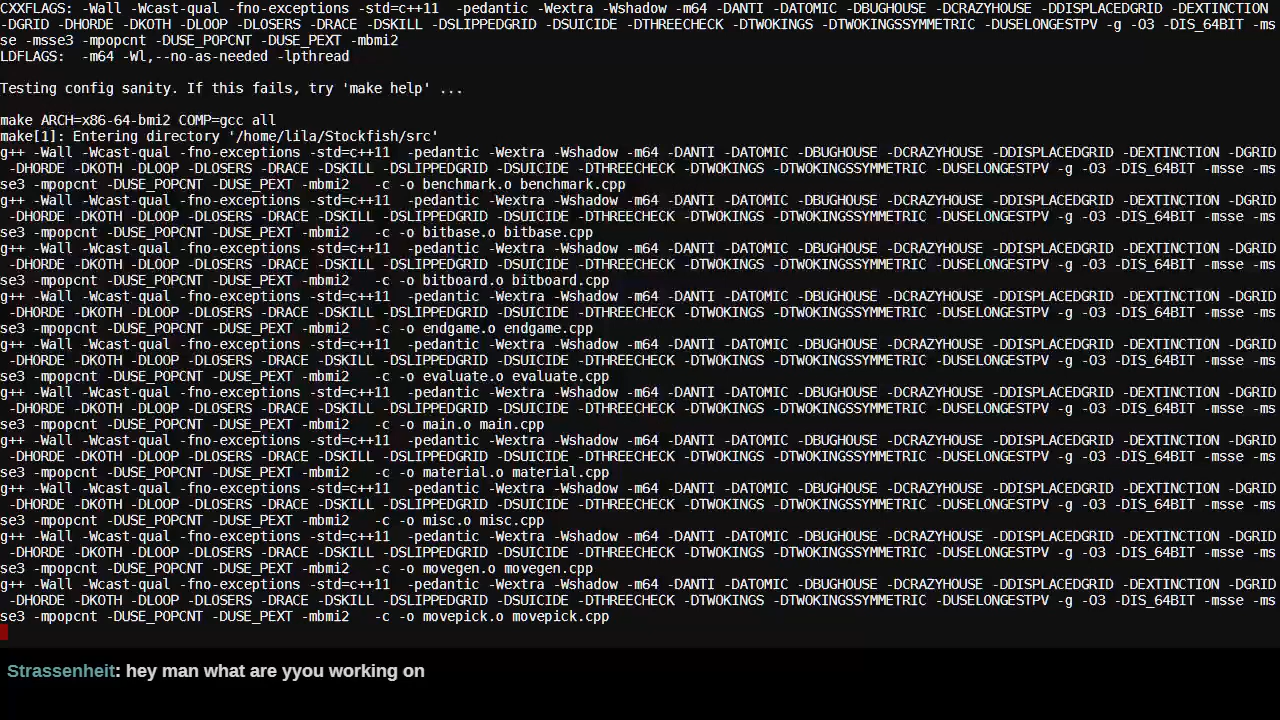 CXXFLAGS: -Wall -Wcast-qual -fno-exceptions -std=c++11  -pedantic -Wextra -Wshadow -m64 -DANTI -DATOMIC -DBUGHOUSE -DCRAZYHOUSE -DDISPLACEDGRID -DEXTINCTION
-DGRID -DHORDE -DKOTH -DLOOP -DLOSERS -DRACE -DSKILL -DSLIPPEDGRID -DSUICIDE -DTHREECHECK -DTWOKINGS -DTWOKINGSSYMMETRIC -DUSELONGESTPV -g -O3 -DIS_64BIT -ms
se -msse3 -mpopcnt -DUSE_POPCNT -DUSE_PEXT -mbmi2
LDFLAGS:  -m64 -Wl,--no-as-needed -lpthread
Testing config sanity. If this fails, try 'make help' ...
make ARCH=x86-64-bmi2 COMP=gcc all
make[1]: Entering directory '/home/lila/Stockfish/src'
g++ -Wall -Wcast-qual -fno-exceptions -std=c++11  -pedantic -Wextra -Wshadow -m64 -DANTI -DATOMIC -DBUGHOUSE -DCRAZYHOUSE -DDISPLACEDGRID -DEXTINCTION -DGRID
 -DHORDE -DKOTH -DLOOP -DLOSERS -DRACE -DSKILL -DSLIPPEDGRID -DSUICIDE -DTHREECHECK -DTWOKINGS -DTWOKINGSSYMMETRIC -DUSELONGESTPV -g -O3 -DIS_64BIT -msse -ms
se3 -mpopcnt -DUSE_POPCNT -DUSE_PEXT -mbmi2   -c -o benchmark.o benchmark.cpp
g++ -Wall -Wcast-qual -fno-exceptions -std=c++11  -pedantic -Wextra -Wshadow -m64 -DANTI -DATOMIC -DBUGHOUSE -DCRAZYHOUSE -DDISPLACEDGRID -DEXTINCTION -DGRID
 -DHORDE -DKOTH -DLOOP -DLOSERS -DRACE -DSKILL -DSLIPPEDGRID -DSUICIDE -DTHREECHECK -DTWOKINGS -DTWOKINGSSYMMETRIC -DUSELONGESTPV -g -O3 -DIS_64BIT -msse -ms
se3 -mpopcnt -DUSE_POPCNT -DUSE_PEXT -mbmi2   -c -o bitbase.o bitbase.cpp
g++ -Wall -Wcast-qual -fno-exceptions -std=c++11  -pedantic -Wextra -Wshadow -m64 -DANTI -DATOMIC -DBUGHOUSE -DCRAZYHOUSE -DDISPLACEDGRID -DEXTINCTION -DGRID
 -DHORDE -DKOTH -DLOOP -DLOSERS -DRACE -DSKILL -DSLIPPEDGRID -DSUICIDE -DTHREECHECK -DTWOKINGS -DTWOKINGSSYMMETRIC -DUSELONGESTPV -g -O3 -DIS_64BIT -msse -ms
se3 -mpopcnt -DUSE_POPCNT -DUSE_PEXT -mbmi2   -c -o bitboard.o bitboard.cpp
g++ -Wall -Wcast-qual -fno-exceptions -std=c++11  -pedantic -Wextra -Wshadow -m64 -DANTI -DATOMIC -DBUGHOUSE -DCRAZYHOUSE -DDISPLACEDGRID -DEXTINCTION -DGRID
 -DHORDE -DKOTH -DLOOP -DLOSERS -DRACE -DSKILL -DSLIPPEDGRID -DSUICIDE -DTHREECHECK -DTWOKINGS -DTWOKINGSSYMMETRIC -DUSELONGESTPV -g -O3 -DIS_64BIT -msse -ms
se3 -mpopcnt -DUSE_POPCNT -DUSE_PEXT -mbmi2   -c -o endgame.o endgame.cpp
g++ -Wall -Wcast-qual -fno-exceptions -std=c++11  -pedantic -Wextra -Wshadow -m64 -DANTI -DATOMIC -DBUGHOUSE -DCRAZYHOUSE -DDISPLACEDGRID -DEXTINCTION -DGRID
 -DHORDE -DKOTH -DLOOP -DLOSERS -DRACE -DSKILL -DSLIPPEDGRID -DSUICIDE -DTHREECHECK -DTWOKINGS -DTWOKINGSSYMMETRIC -DUSELONGESTPV -g -O3 -DIS_64BIT -msse -ms
se3 -mpopcnt -DUSE_POPCNT -DUSE_PEXT -mbmi2   -c -o evaluate.o evaluate.cpp
g++ -Wall -Wcast-qual -fno-exceptions -std=c++11  -pedantic -Wextra -Wshadow -m64 -DANTI -DATOMIC -DBUGHOUSE -DCRAZYHOUSE -DDISPLACEDGRID -DEXTINCTION -DGRID
 -DHORDE -DKOTH -DLOOP -DLOSERS -DRACE -DSKILL -DSLIPPEDGRID -DSUICIDE -DTHREECHECK -DTWOKINGS -DTWOKINGSSYMMETRIC -DUSELONGESTPV -g -O3 -DIS_64BIT -msse -ms
se3 -mpopcnt -DUSE_POPCNT -DUSE_PEXT -mbmi2   -c -o main.o main.cpp
g++ -Wall -Wcast-qual -fno-exceptions -std=c++11  -pedantic -Wextra -Wshadow -m64 -DANTI -DATOMIC -DBUGHOUSE -DCRAZYHOUSE -DDISPLACEDGRID -DEXTINCTION -DGRID
 -DHORDE -DKOTH -DLOOP -DLOSERS -DRACE -DSKILL -DSLIPPEDGRID -DSUICIDE -DTHREECHECK -DTWOKINGS -DTWOKINGSSYMMETRIC -DUSELONGESTPV -g -O3 -DIS_64BIT -msse -ms
se3 -mpopcnt -DUSE_POPCNT -DUSE_PEXT -mbmi2   -c -o material.o material.cpp
g++ -Wall -Wcast-qual -fno-exceptions -std=c++11  -pedantic -Wextra -Wshadow -m64 -DANTI -DATOMIC -DBUGHOUSE -DCRAZYHOUSE -DDISPLACEDGRID -DEXTINCTION -DGRID
 -DHORDE -DKOTH -DLOOP -DLOSERS -DRACE -DSKILL -DSLIPPEDGRID -DSUICIDE -DTHREECHECK -DTWOKINGS -DTWOKINGSSYMMETRIC -DUSELONGESTPV -g -O3 -DIS_64BIT -msse -ms
se3 -mpopcnt -DUSE_POPCNT -DUSE_PEXT -mbmi2   -c -o misc.o misc.cpp
g++ -Wall -Wcast-qual -fno-exceptions -std=c++11  -pedantic -Wextra -Wshadow -m64 -DANTI -DATOMIC -DBUGHOUSE -DCRAZYHOUSE -DDISPLACEDGRID -DEXTINCTION -DGRID
 -DHORDE -DKOTH -DLOOP -DLOSERS -DRACE -DSKILL -DSLIPPEDGRID -DSUICIDE -DTHREECHECK -DTWOKINGS -DTWOKINGSSYMMETRIC -DUSELONGESTPV -g -O3 -DIS_64BIT -msse -ms
se3 -mpopcnt -DUSE_POPCNT -DUSE_PEXT -mbmi2   -c -o movegen.o movegen.cpp
g++ -Wall -Wcast-qual -fno-exceptions -std=c++11  -pedantic -Wextra -Wshadow -m64 -DANTI -DATOMIC -DBUGHOUSE -DCRAZYHOUSE -DDISPLACEDGRID -DEXTINCTION -DGRID
 -DHORDE -DKOTH -DLOOP -DLOSERS -DRACE -DSKILL -DSLIPPEDGRID -DSUICIDE -DTHREECHECK -DTWOKINGS -DTWOKINGSSYMMETRIC -DUSELONGESTPV -g -O3 -DIS_64BIT -msse -ms
se3 -mpopcnt -DUSE_POPCNT -DUSE_PEXT -mbmi2   -c -o movepick.o movepick.cpp
Strassenheit: hey man what are yyou working on